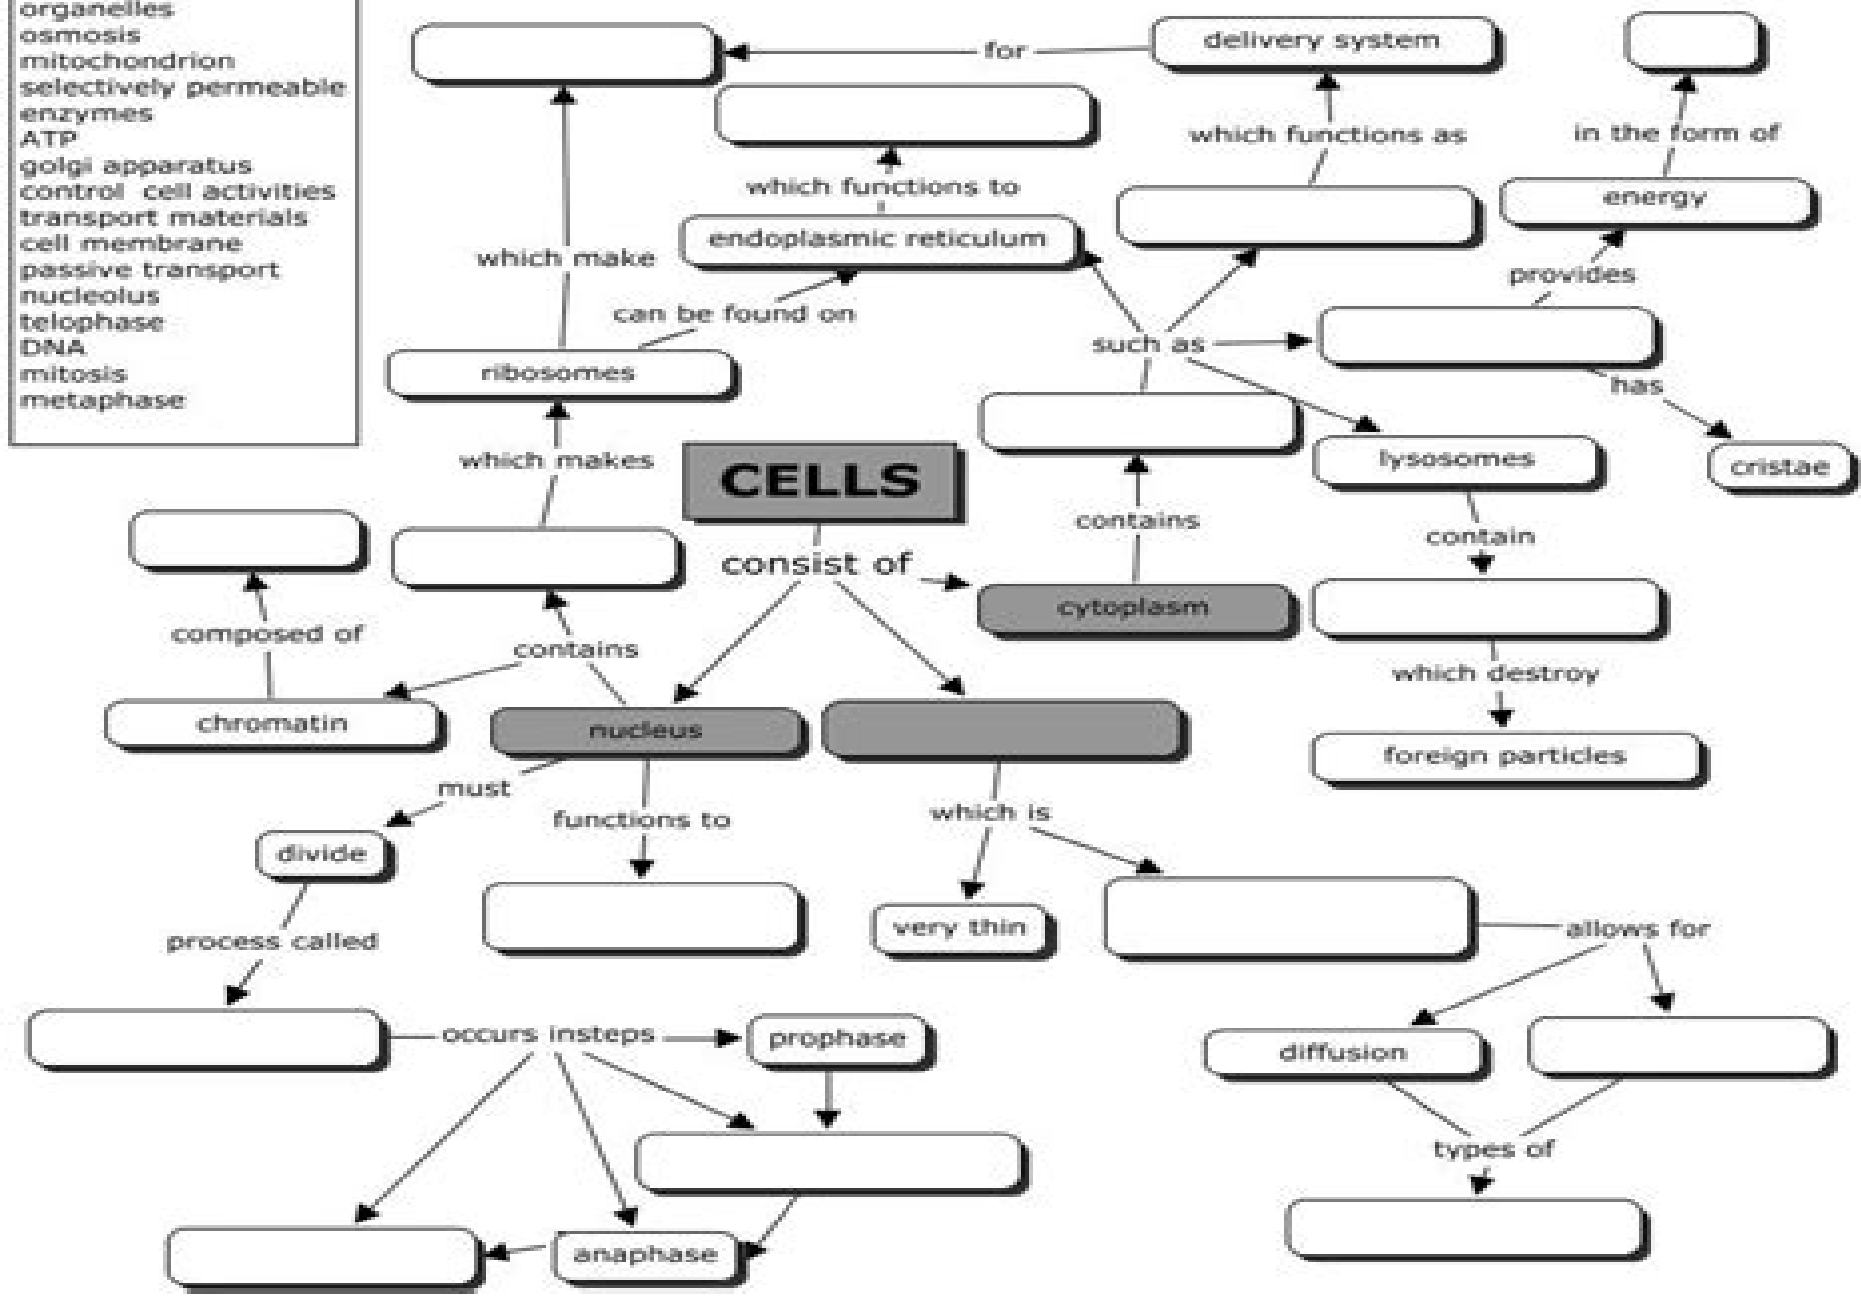 organelles
osmosis
mitochondrion
selectively permeable
enzymes
ATP
golgi apparatus
control cell activities
transport materials
cell membrane
passive transport
nucleolus
telophase
DNA
mitosis
metaphase
for
delivery system
which functions as
in the form of
which functions to
energy
endoplasmic reticulum
which make
provides
can be found on
such as
ribosomes
has
which makes
CELLS
lysosomes
cristae
contains
contain
consist of
cytoplasm
composed of
contains
which destroy
chromatin
nucleus
foreign particles
must
functions to
which is
divide
very thin
allows for
process called
occurs insteps
prophase
diffusion
types of
anaphase